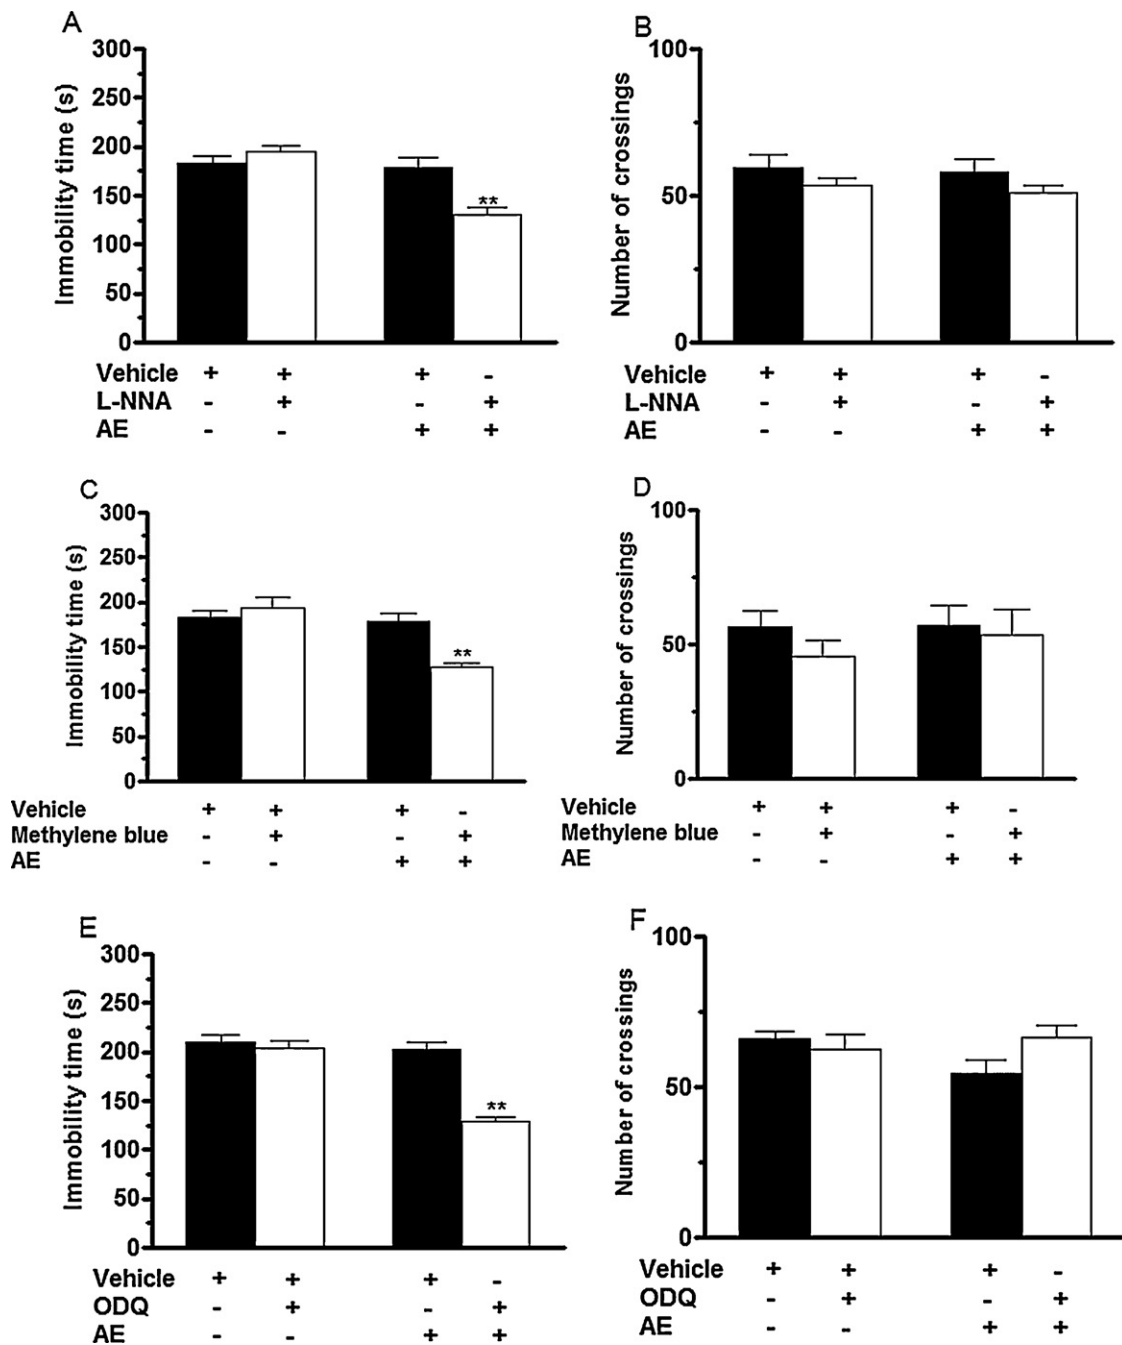 A
Immobility time (s)
300
250
200
150
100
50
0
**
Vehicle + + + -
L-NNA - + - +
AE - - + +
B
Number of crossings
100
50
0
Vehicle + + + -
L-NNA - + - +
AE - - + +
C
Immobility time (s)
300
250
200
150
100
50
0
**
Vehicle + + + -
Methylene blue - + - +
AE - - + +
D
Number of crossings
100
50
0
Vehicle + + + -
Methylene blue - + - +
AE - - + +
E
Immobility time (s)
300
250
200
150
100
50
0
**
Vehicle + + + -
ODQ - + - +
AE - - + +
F
Number of crossings
100
50
0
Vehicle + + + -
ODQ - + - +
AE - - + +